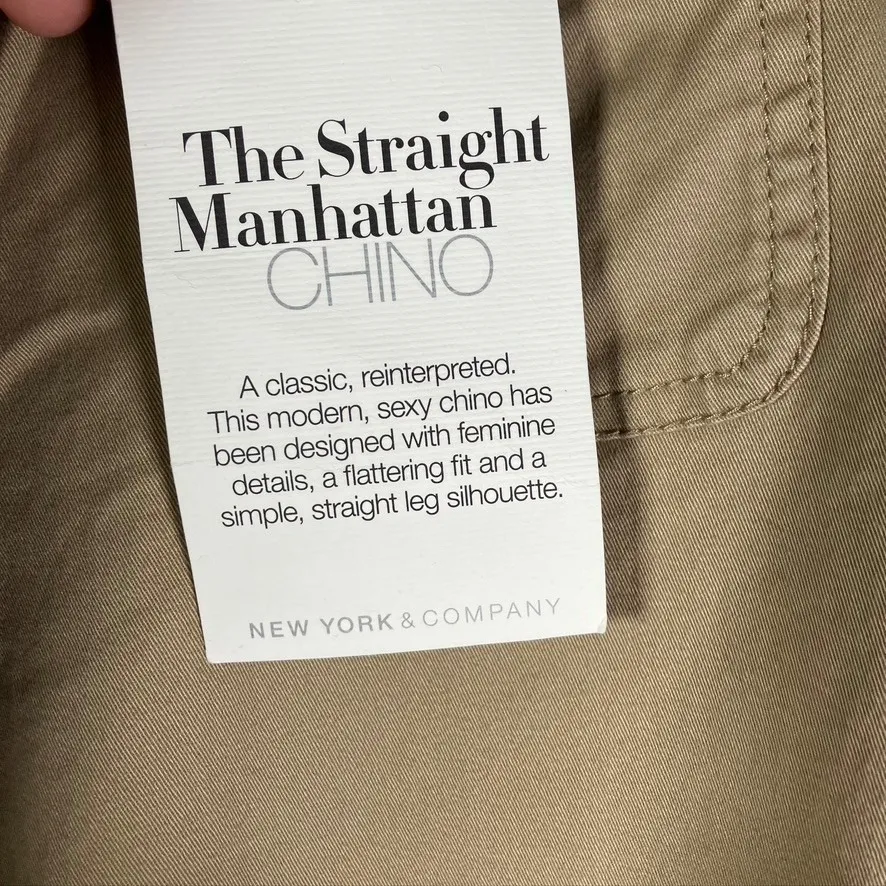 The Straight
Manhattan
CHINO
A classic, reinterpreted.
This modern, sexy chino has
been designed with feminine
details, a flattering fit and a
simple, straight leg silhouette.
NEW YORK & COMPANY